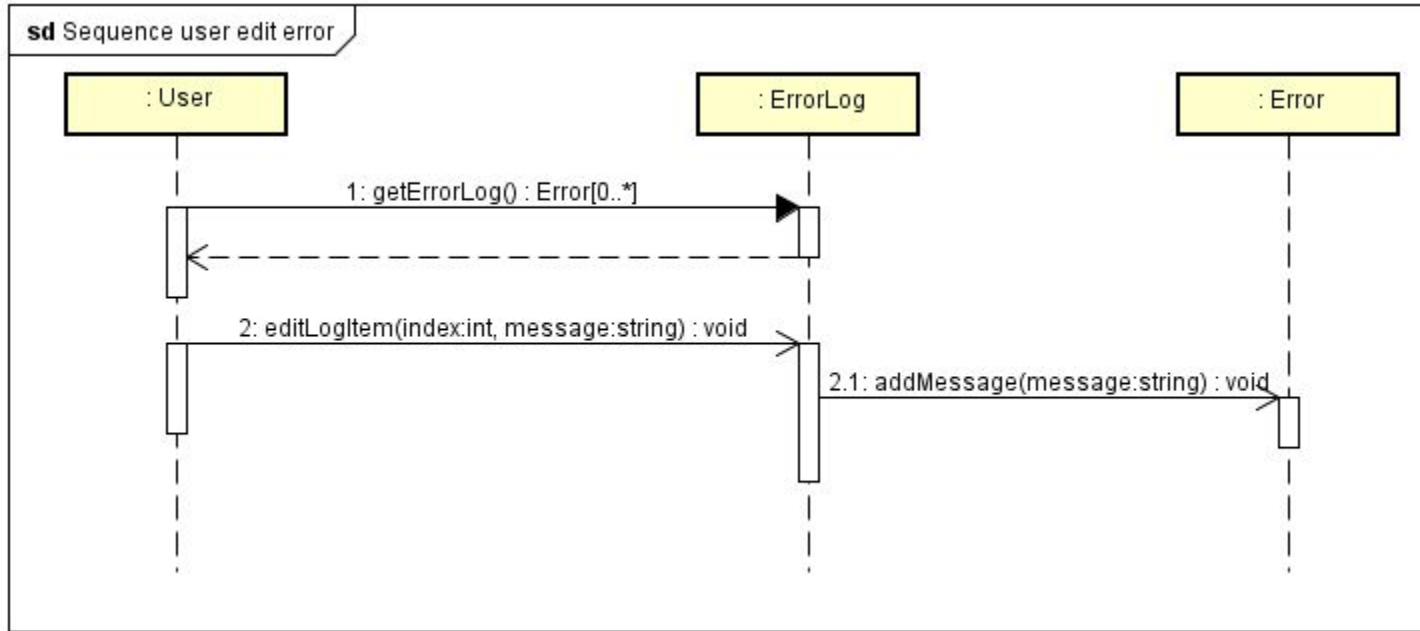 sd Sequence user edit error
: User
: ErrorLog
: Error
1: getErrorLog() : Error[0..*]
2: editLogItem(index:int, message:string) : void
2.1: addMessage(message:string) : void